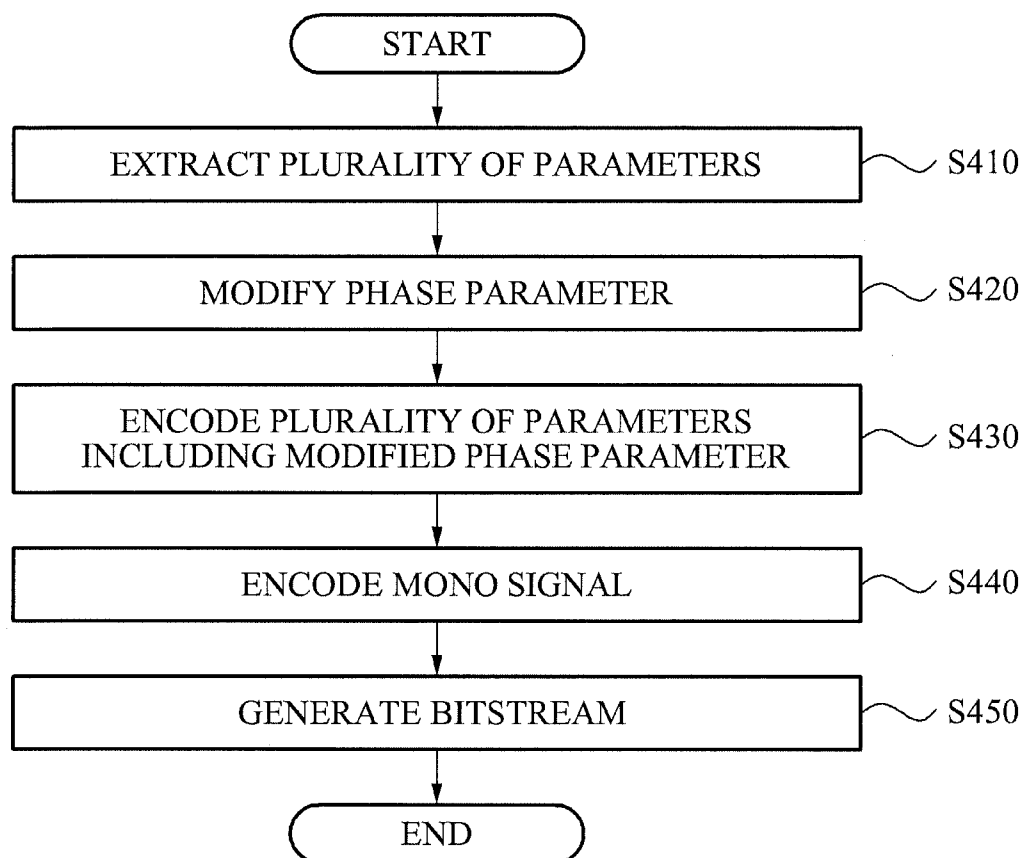 START
EXTRACT PLURALITY OF PARAMETERS
S410
MODIFY PHASE PARAMETER
S420
ENCODE PLURALITY OF PARAMETERS
INCLUDING MODIFIED PHASE PARAMETER
S430
ENCODE MONO SIGNAL
S440
GENERATE BITSTREAM
S450
END